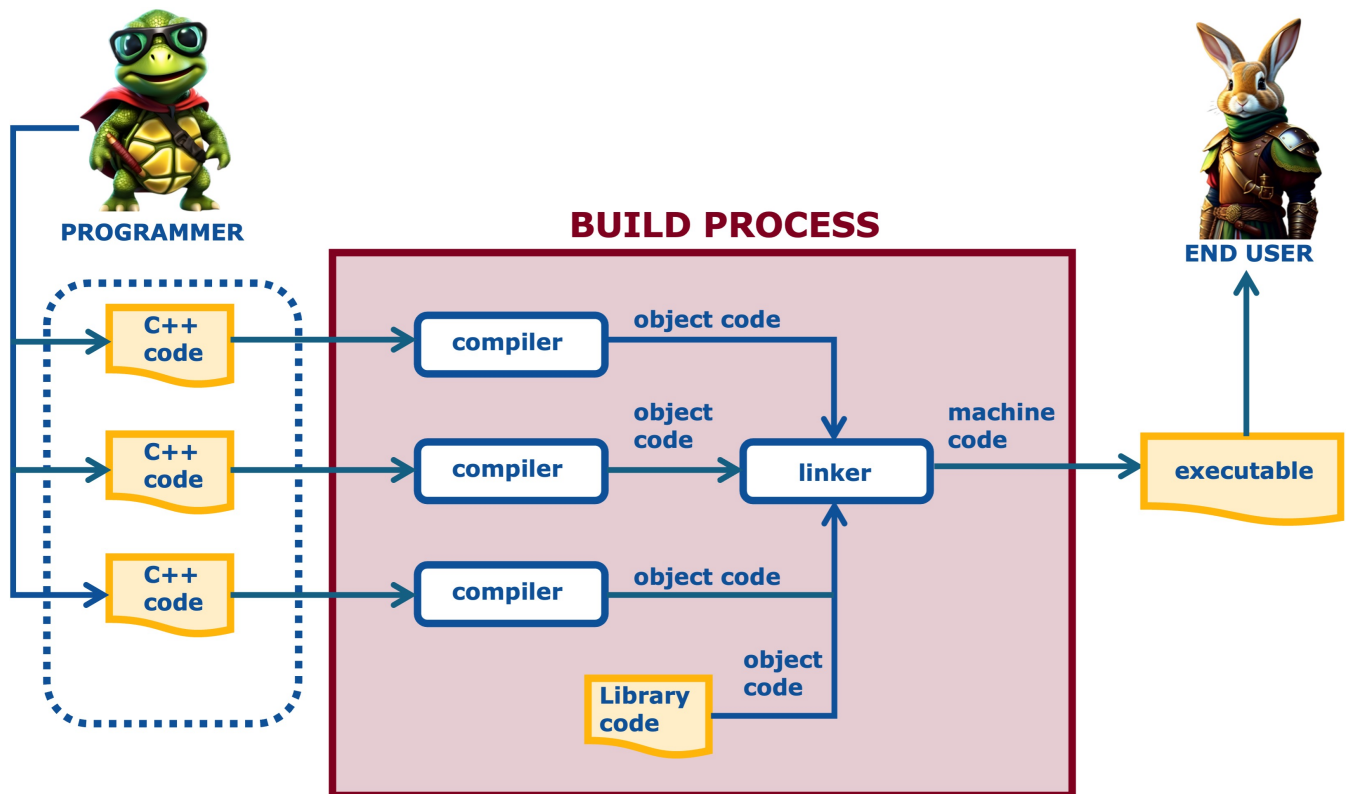 PROGRAMMER
END USER
BUILD PROCESS
C++
code
compiler
object code
C++
code
compiler
object
code
linker
machine
code
executable
C++
code
compiler
object code
Library
code
object
code